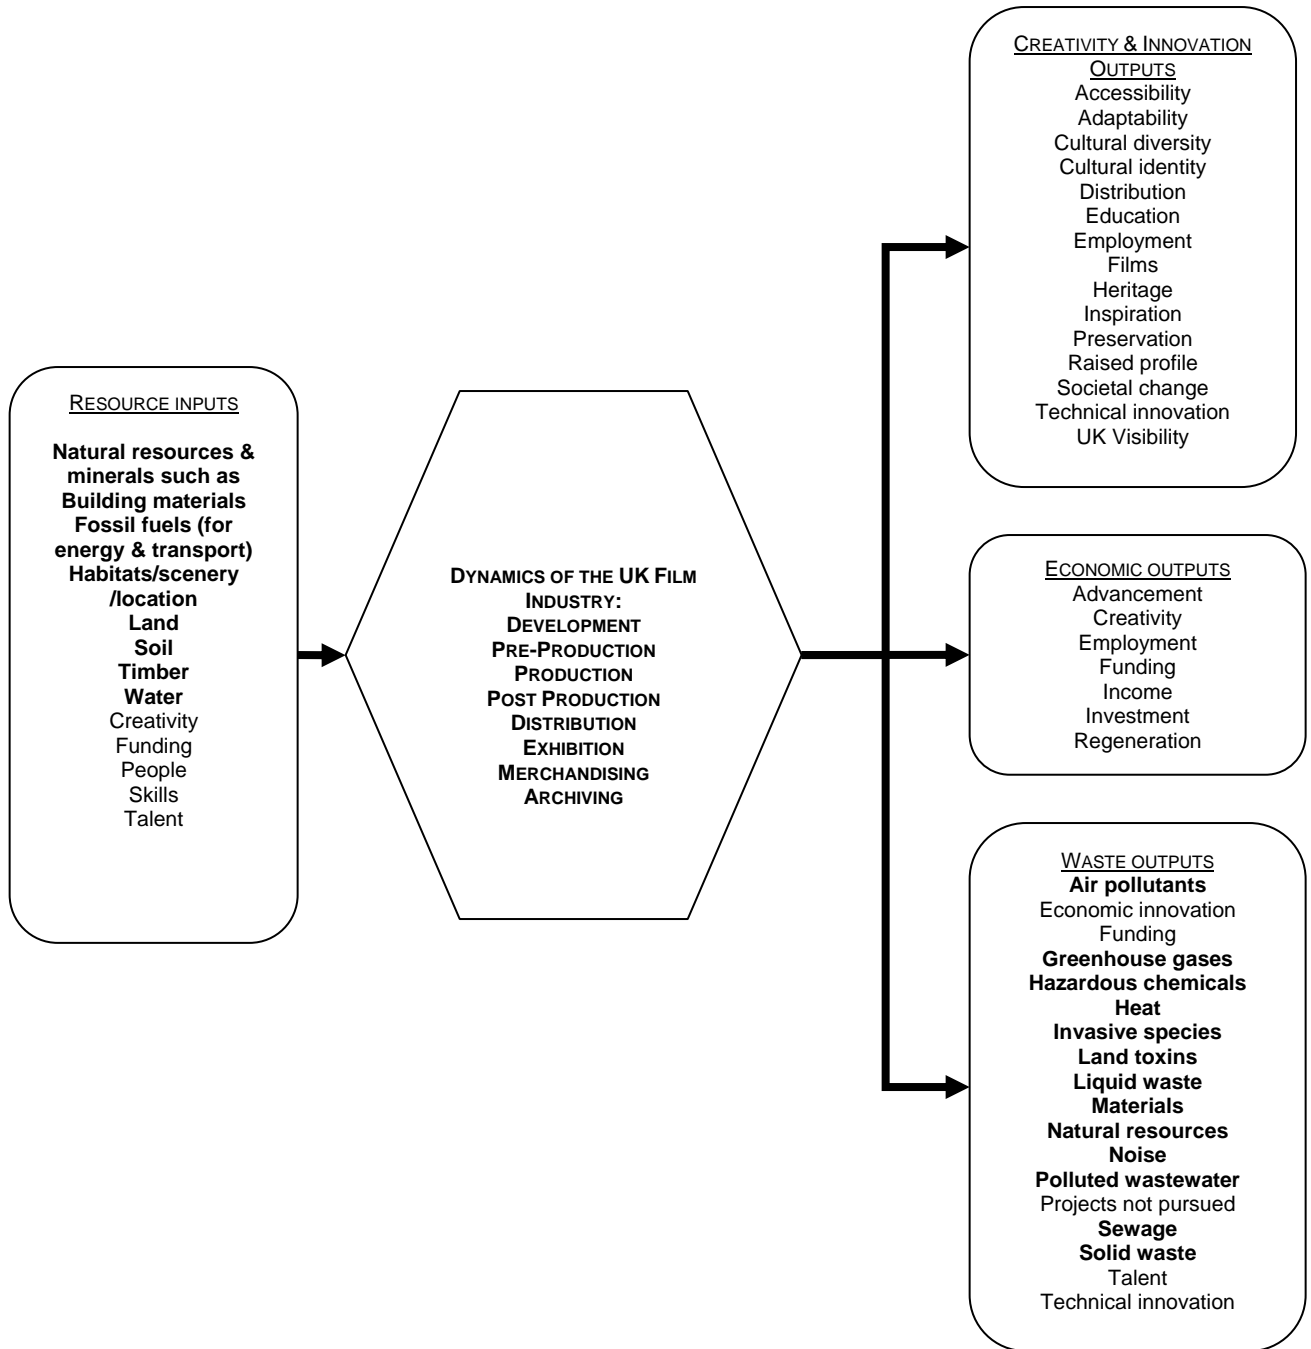 RESOURCE INPUTS
Natural resources &
minerals such as
Building materials
Fossil fuels (for
energy & transport)
Habitats/scenery
/location
Land
Soil
Timber
Water
Creativity
Funding
People
Skills
Talent
DYNAMICS OF THE UK FILM
INDUSTRY:
DEVELOPMENT
PRE-PRODUCTION
PRODUCTION
POST PRODUCTION
DISTRIBUTION
EXHIBITION
MERCHANDISING
ARCHIVING
CREATIVITY & INNOVATION
OUTPUTS
Accessibility
Adaptability
Cultural diversity
Cultural identity
Distribution
Education
Employment
Films
Heritage
Inspiration
Preservation
Raised profile
Societal change
Technical innovation
UK Visibility
ECONOMIC OUTPUTS
Advancement
Creativity
Employment
Funding
Income
Investment
Regeneration
WASTE OUTPUTS
Air pollutants
Economic innovation
Funding
Greenhouse gases
Hazardous chemicals
Heat
Invasive species
Land toxins
Liquid waste
Materials
Natural resources
Noise
Polluted wastewater
Projects not pursued
Sewage
Solid waste
Talent
Technical innovation